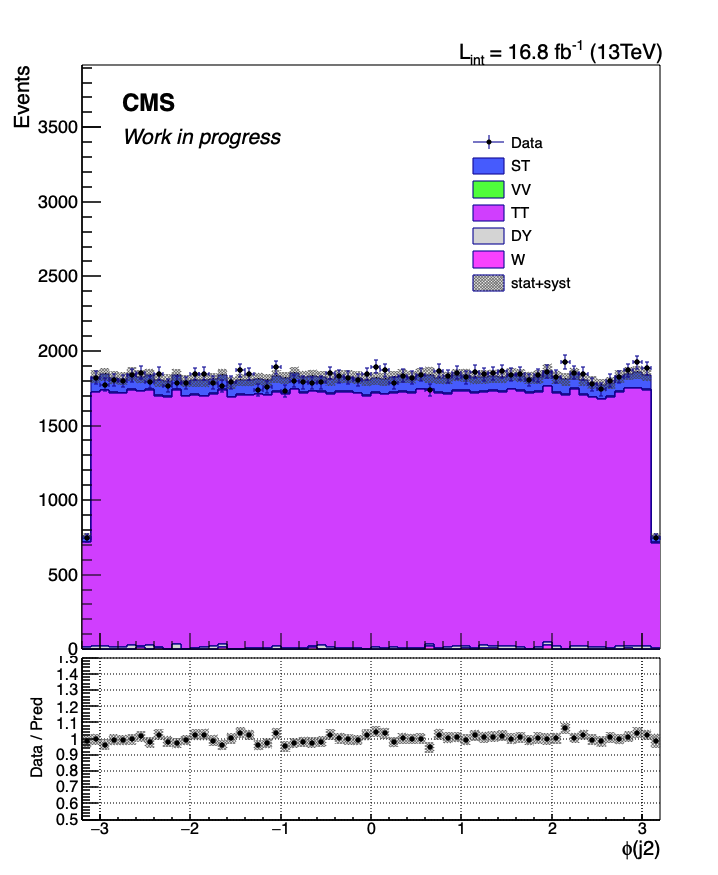 L_int = 16.8 fb⁻¹ (13TeV)
Events
CMS
Work in progress
3500
3000
2500
2000
1500
1000
500
0
Data
ST
VV
TT
DY
W
stat+syst
Data / Pred
1.5
1.4
1.3
1.2
1.1
1
0.9
0.8
0.7
0.6
0.5
−3 −2 −1 0 1 2 3
ϕ(j2)